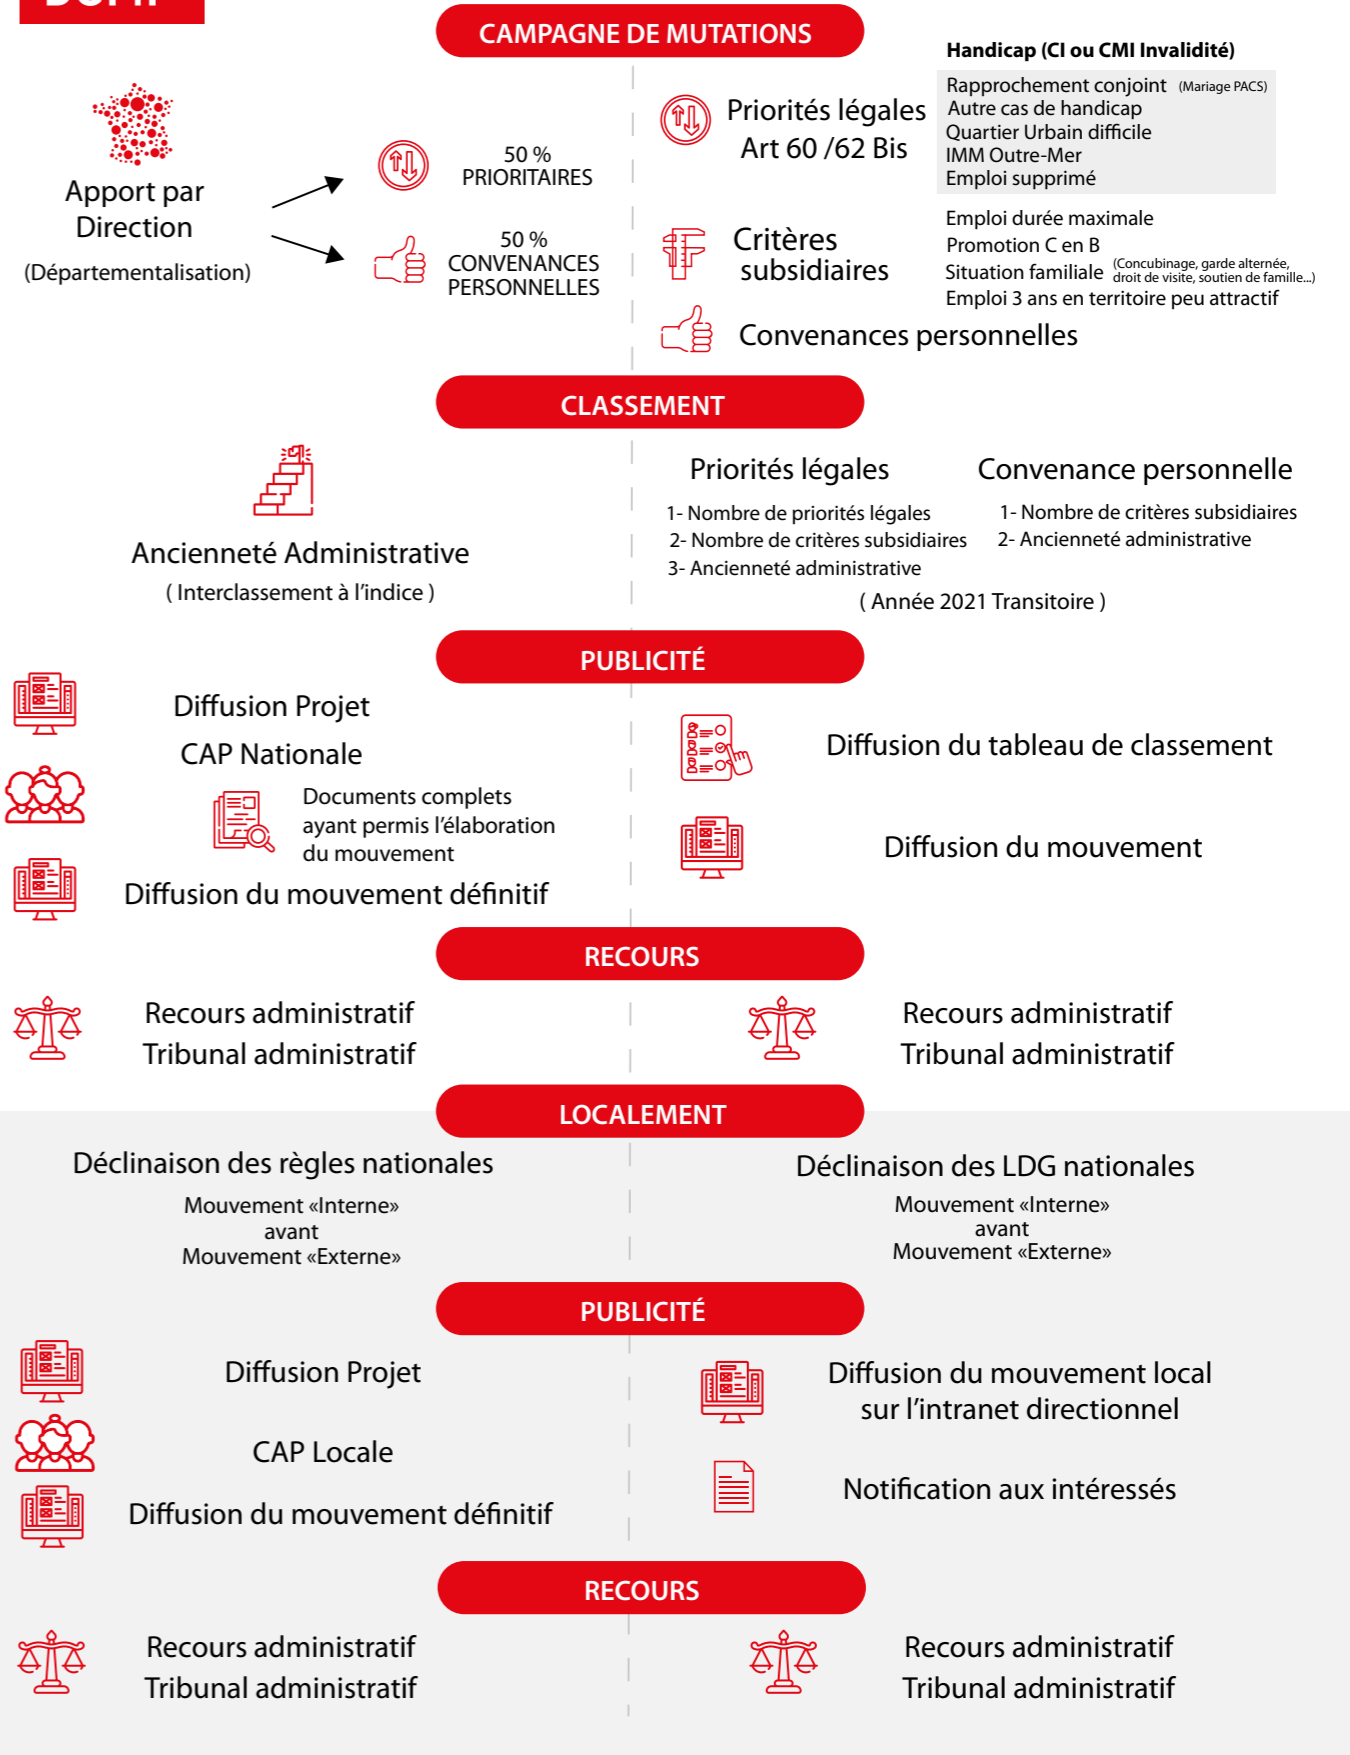 CAMPAGNE DE MUTATIONS
Apport par
Direction
(Départementalisation)
50 %
PRIORITAIRES
50 %
CONVENANCES
PERSONNELLES
Priorités légales
Art 60 /62 Bis
Handicap (CI ou CMI Invalidité)
Rapprochement conjoint (Mariage PACS)
Autre cas de handicap
Quartier Urbain difficile
IMM Outre-Mer
Emploi supprimé
Critères
subsidiaires
Emploi durée maximale
Promotion C en B
Situation familiale (Concubinage, garde alternée,
droit de visite, soutien de famille...)
Emploi 3 ans en territoire peu attractif
Convenances personnelles
CLASSEMENT
Ancienneté Administrative
( Interclassement à l’indice )
Priorités légales
1- Nombre de priorités légales
2- Nombre de critères subsidiaires
3- Ancienneté administrative
Convenance personnelle
1- Nombre de critères subsidiaires
2- Ancienneté administrative
( Année 2021 Transitoire )
PUBLICITÉ
Diffusion Projet
CAP Nationale
Documents complets
ayant permis l’élaboration
du mouvement
Diffusion du mouvement définitif
Diffusion du tableau de classement
Diffusion du mouvement
RECOURS
Recours administratif
Tribunal administratif
Recours administratif
Tribunal administratif
LOCALEMENT
Déclinaison des règles nationales
Mouvement «Interne»
avant
Mouvement «Externe»
Déclinaison des LDG nationales
Mouvement «Interne»
avant
Mouvement «Externe»
PUBLICITÉ
Diffusion Projet
CAP Locale
Diffusion du mouvement définitif
Diffusion du mouvement local
sur l’intranet directionnel
Notification aux intéressés
RECOURS
Recours administratif
Tribunal administratif
Recours administratif
Tribunal administratif